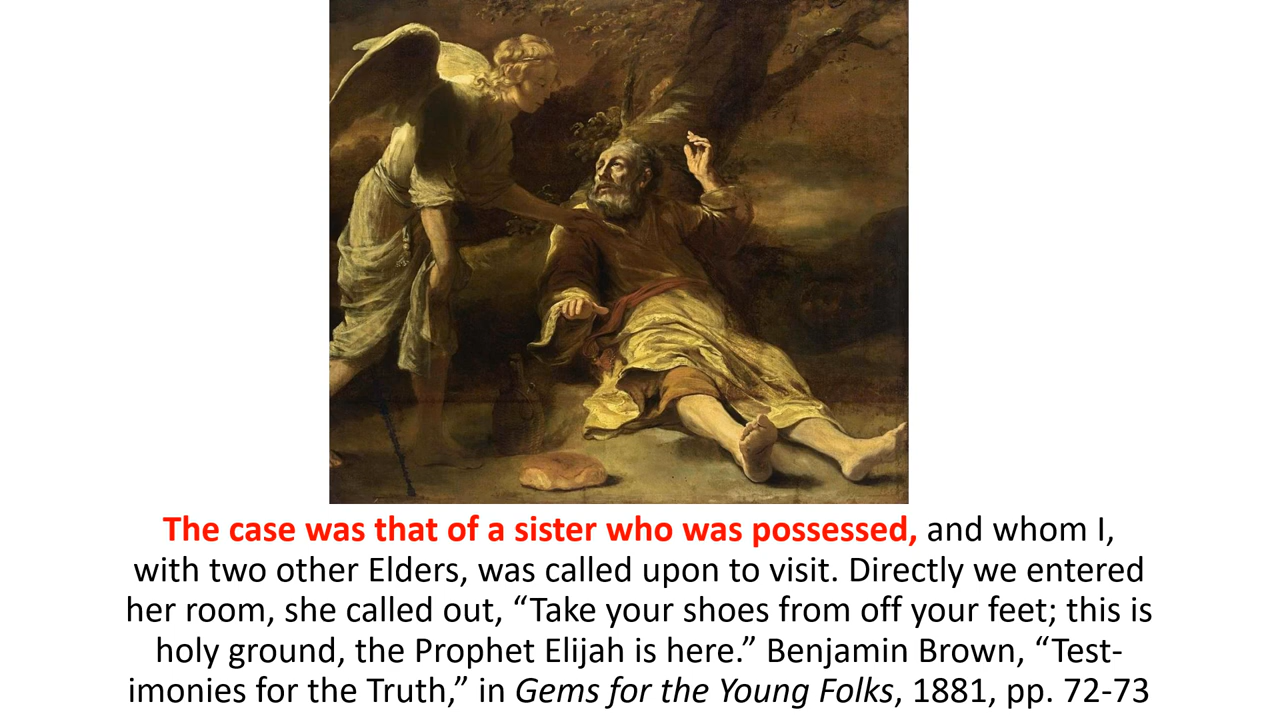 The case was that of a sister who was possessed, and whom I,
with two other Elders, was called upon to visit. Directly we entered
her room, she called out, “Take your shoes from off your feet; this is
holy ground, the Prophet Elijah is here.” Benjamin Brown, “Test-
imonies for the Truth,” in Gems for the Young Folks, 1881, pp. 72-73